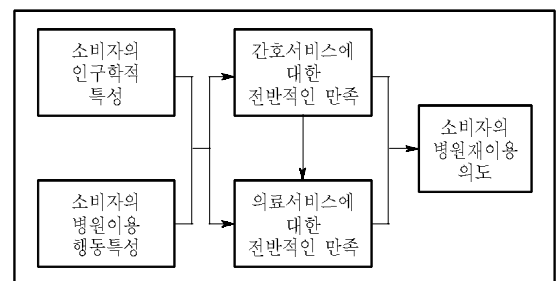 소비자의
인구학적
특성
간호서비스에
대한
전반적인 만족
소비자의
병원재이용
의도
소비자의
병원이용
행동특성
의료서비스에
대한
전반적인 만족